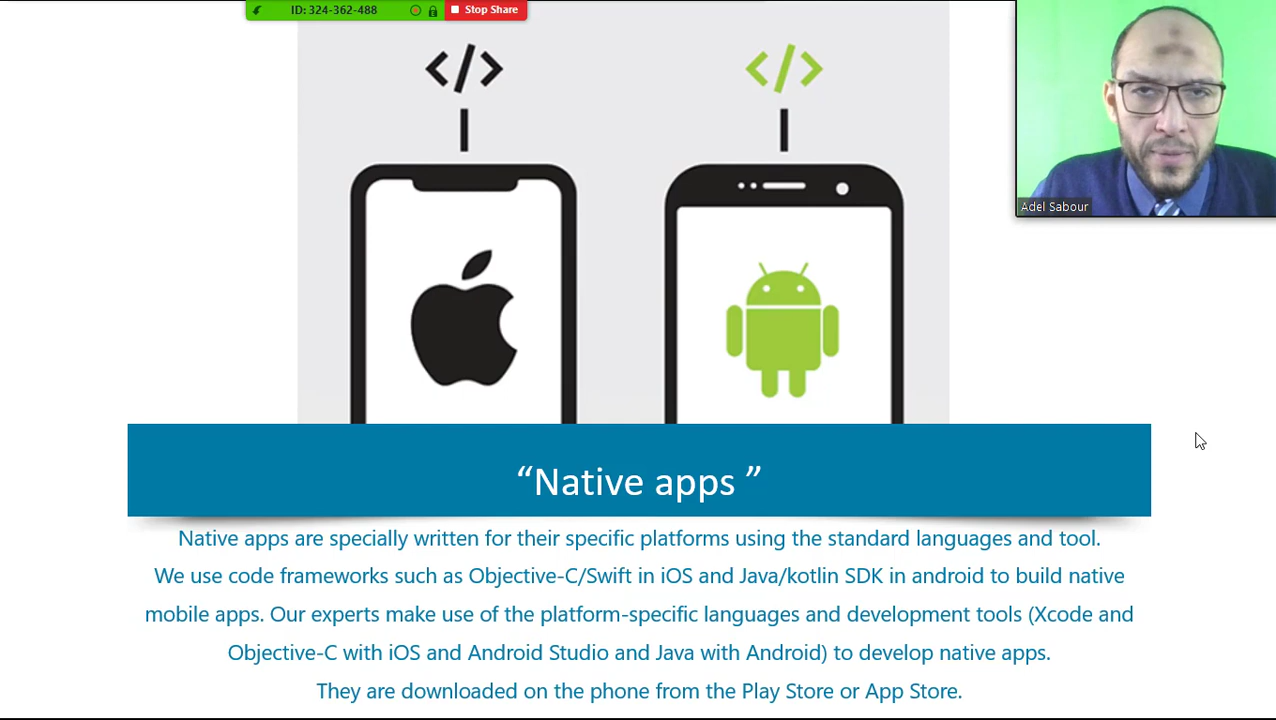 ID: 324-362-488
Stop Share
</>
</>
Adel Sabour
“Native apps ”
Native apps are specially written for their specific platforms using the standard languages and tool.
We use code frameworks such as Objective-C/Swift in iOS and Java/kotlin SDK in android to build native
mobile apps. Our experts make use of the platform-specific languages and development tools (Xcode and
Objective-C with iOS and Android Studio and Java with Android) to develop native apps.
They are downloaded on the phone from the Play Store or App Store.